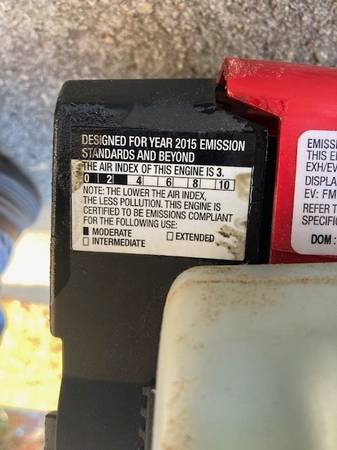 DESIGNED FOR YEAR 2015 EMISSION
STANDARDS AND BEYOND
THE AIR INDEX OF THIS ENGINE IS 3.
0 2 4 6 8 10
NOTE: THE LOWER THE AIR INDEX,
THE LESS POLLUTION. THIS ENGINE IS
CERTIFIED TO BE EMISSIONS COMPLIANT
FOR THE FOLLOWING USE:
■ MODERATE □ EXTENDED
□ INTERMEDIATE
EMISS
THIS E
EXH/EV
DISPLA
EV: FM
REFER T
SPECIFI
DOM: